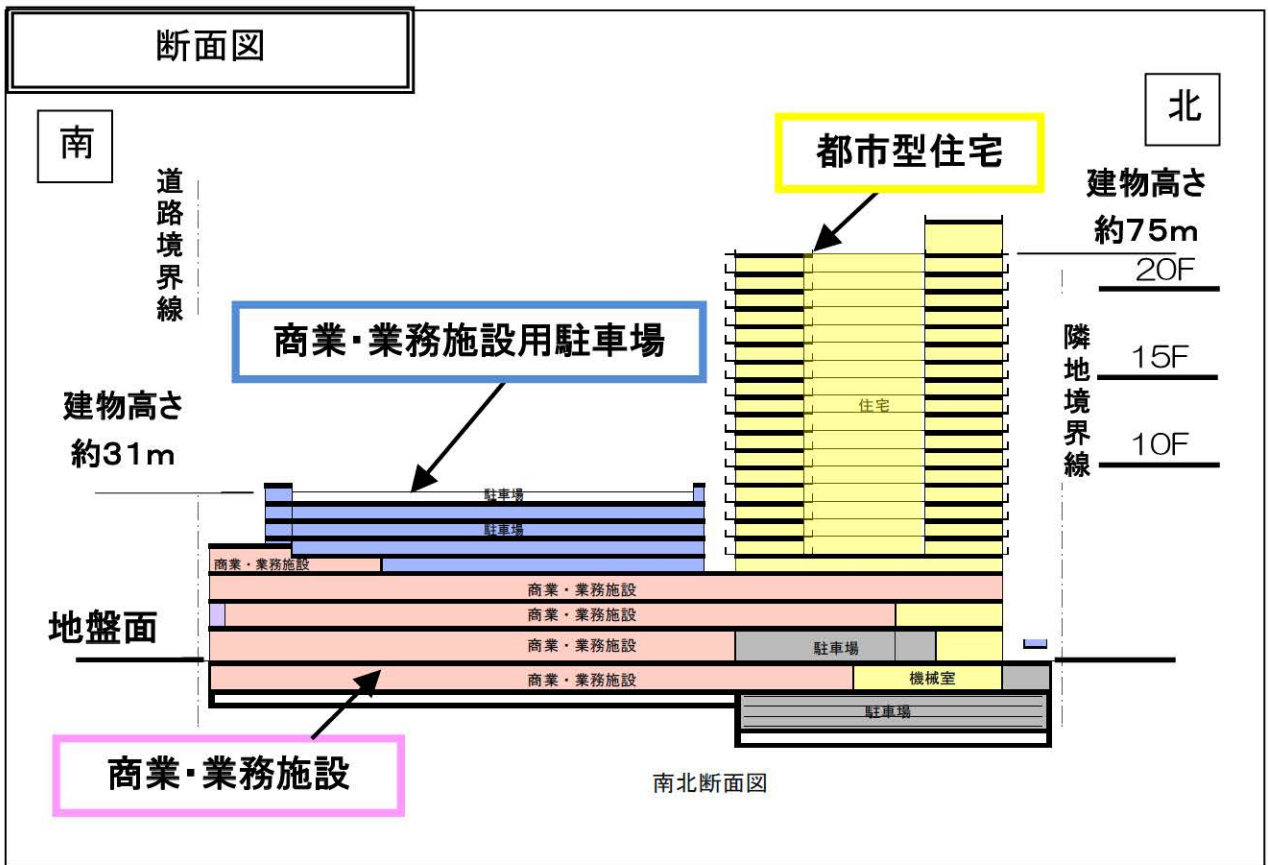 断面図
南
北
道路境界線
都市型住宅
建物高さ
約75m
20F
商業・業務施設用駐車場
隣地境界線
15F
住宅
建物高さ
約31m
10F
駐車場
駐車場
商業・業務施設
商業・業務施設
商業・業務施設
地盤面
商業・業務施設
駐車場
商業・業務施設
機械室
駐車場
商業・業務施設
南北断面図